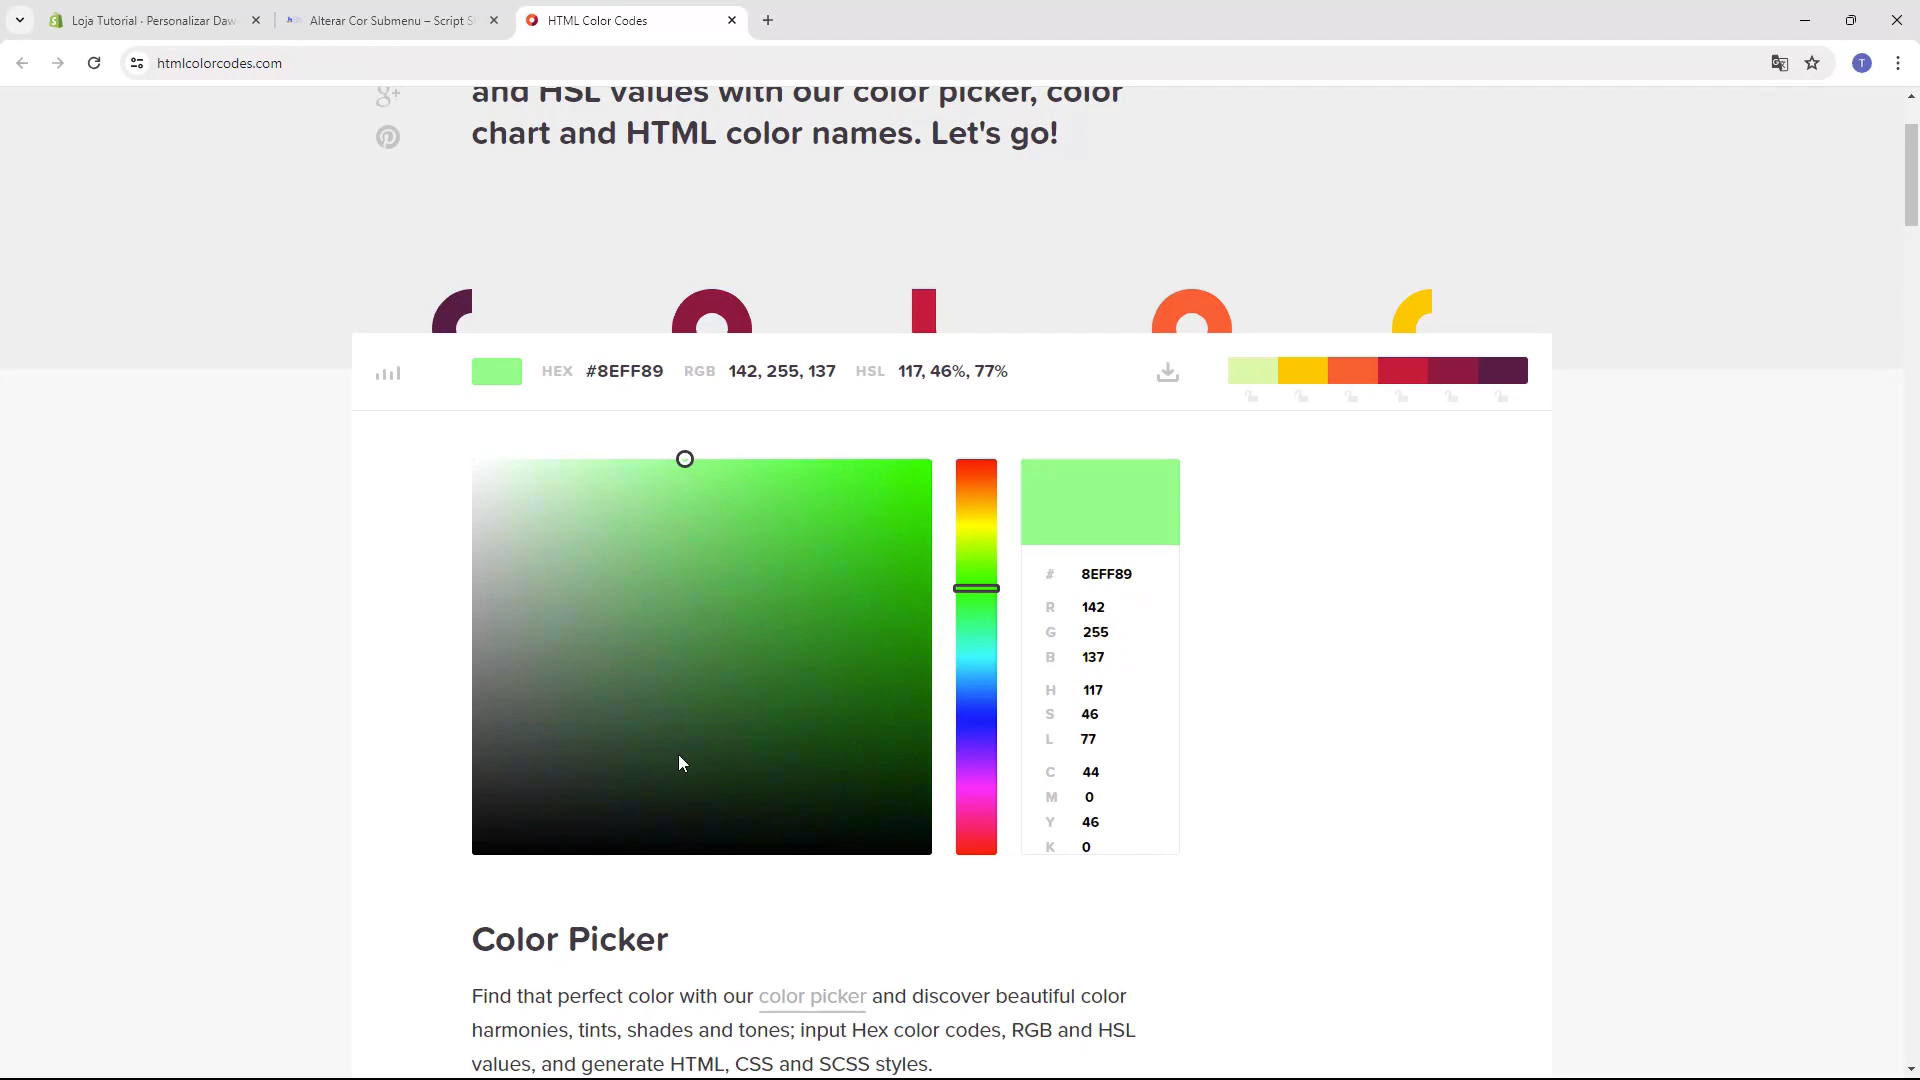 Loja Tutorial · Personalizar Daw
Alterar Cor Submenu – Script S
HTML Color Codes
htmlcolorcodes.com
T
and HSL values with our color picker, color
chart and HTML color names. Let's go!
HEX #8EFF89 RGB 142, 255, 137 HSL 117, 46%, 77%
# 8EFF89
R 142
G 255
B 137
H 117
S 46
L 77
C 44
M 0
Y 46
K 0
Color Picker
Find that perfect color with our color picker and discover beautiful color
harmonies, tints, shades and tones; input Hex color codes, RGB and HSL
values, and generate HTML, CSS and SCSS styles.